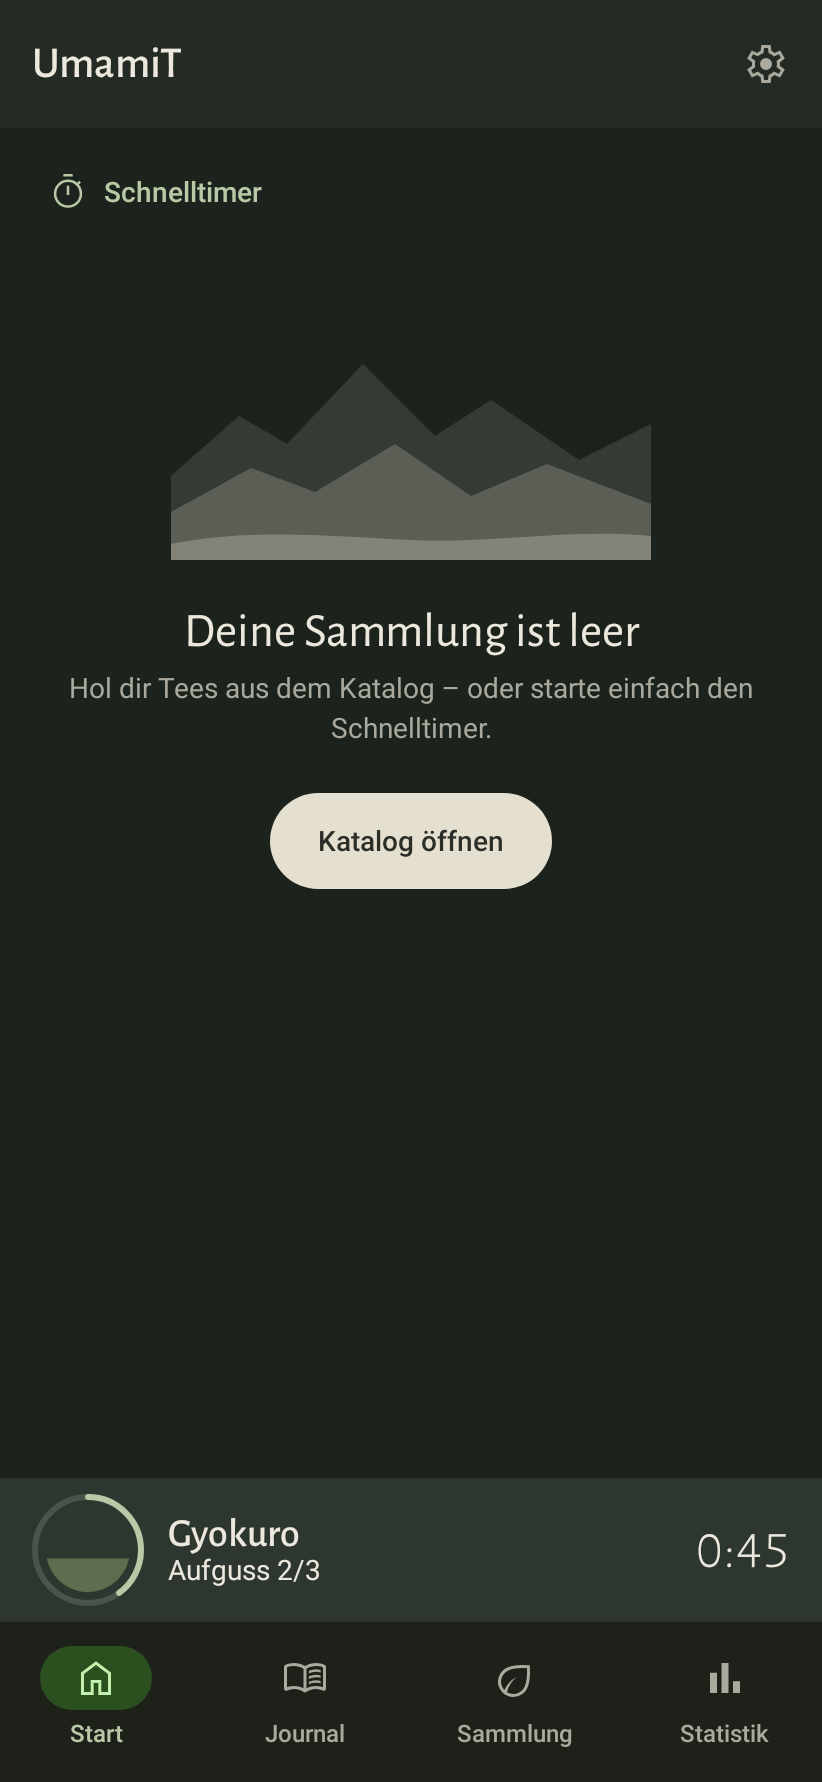 UmamiT
Schnelltimer
Deine Sammlung ist leer
Hol dir Tees aus dem Katalog – oder starte einfach den
Schnelltimer.
Katalog öffnen
Gyokuro
Aufguss 2/3
0:45
Start
Journal
Sammlung
Statistik